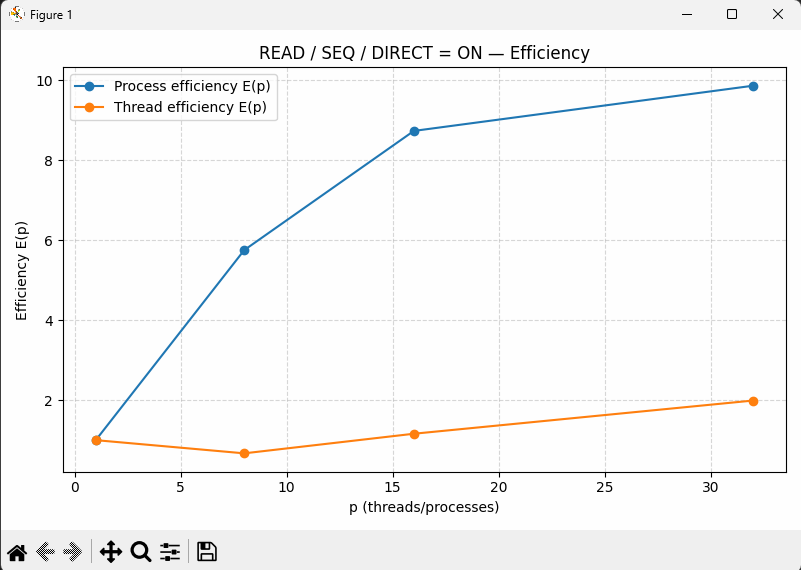 Figure 1
READ / SEQ / DIRECT = ON — Efficiency
Process efficiency E(p)
Thread efficiency E(p)
10
8
6
4
2
Efficiency E(p)
0 5 10 15 20 25 30
p (threads/processes)